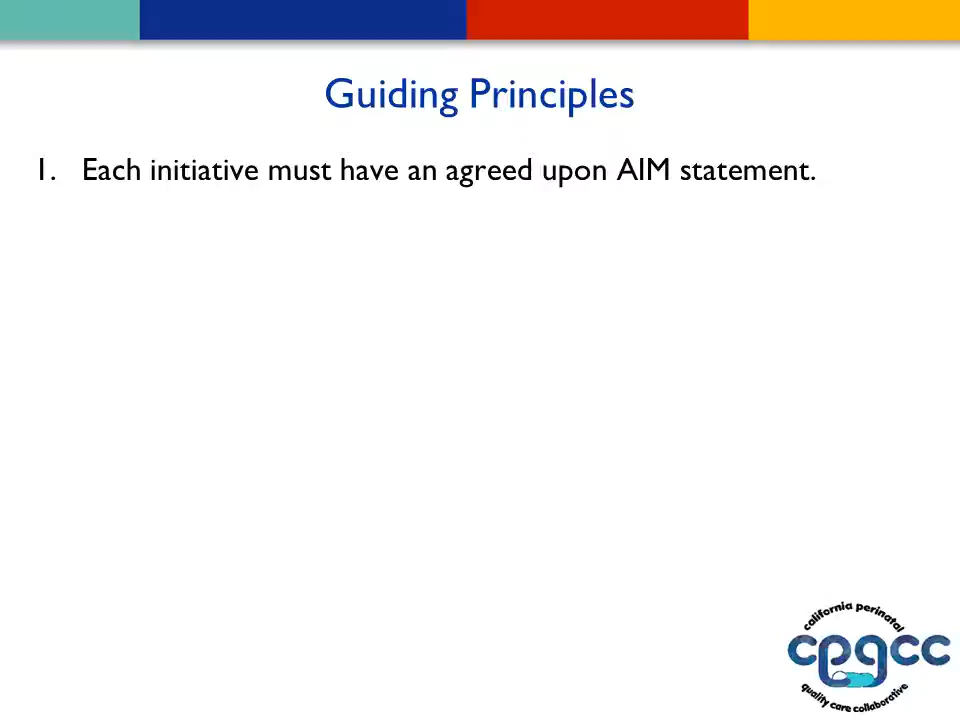 Guiding Principles
1. Each initiative must have an agreed upon AIM statement.
california perinatal
cpqcc
quality care collaborative